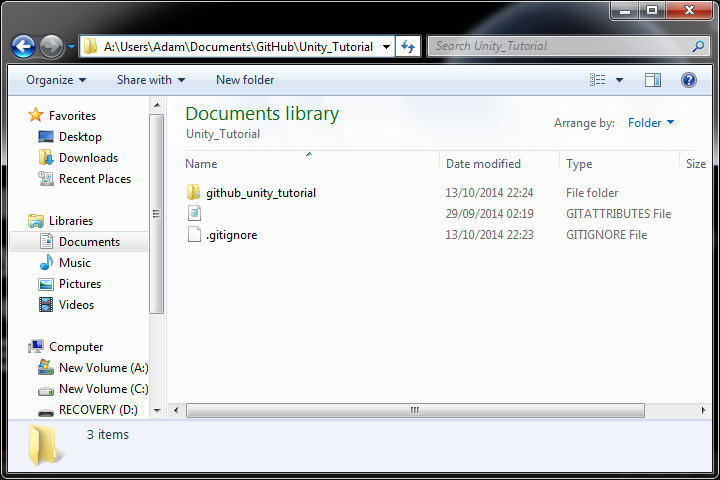 A:\Users\Adam\Documents\GitHub\Unity_Tutorial
Search Unity_Tutorial
Organize Share with New folder
Favorites
Desktop
Downloads
Recent Places
Libraries
Documents
Music
Pictures
Videos
Computer
New Volume (A:)
New Volume (C:)
RECOVERY (D:)
Documents library
Unity_Tutorial
Arrange by: Folder
Name Date modified Type Size
github_unity_tutorial 13/10/2014 22:24 File folder
29/09/2014 02:19 GITATTRIBUTES File
.gitignore 13/10/2014 22:23 GITIGNORE File
3 items